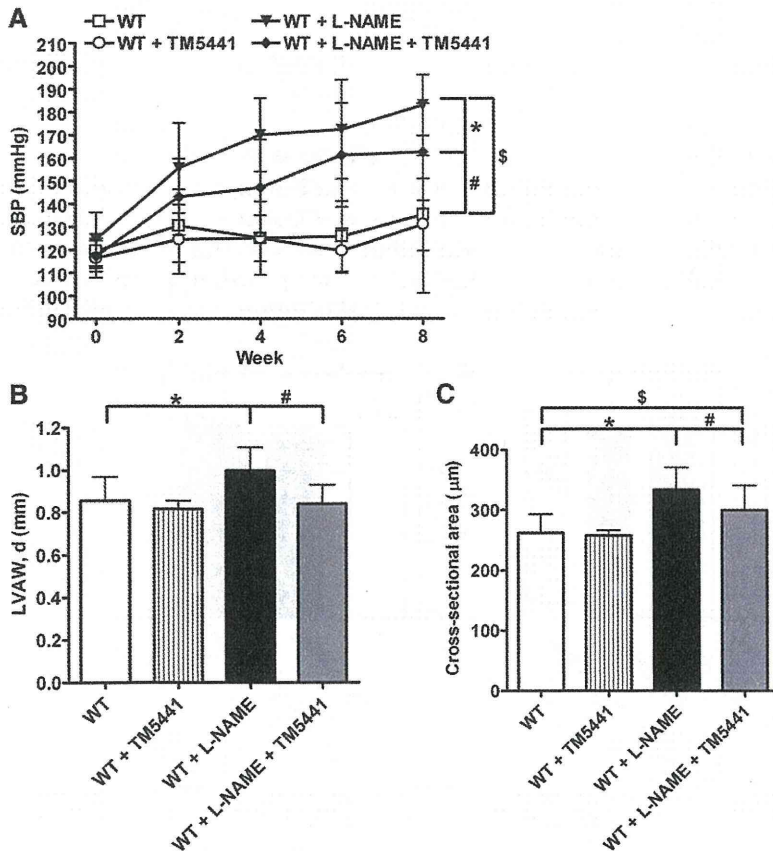 A
WT
WT + L-NAME
WT + TM5441
WT + L-NAME + TM5441
SBP (mmHg)
210
200
190
180
170
160
150
140
130
120
110
100
90
*
#
$
0 2 4 6 8
Week
B
* #
LVAW, d (mm)
1.2
1.0
0.8
0.6
0.4
0.2
0.0
WT
WT + TM5441
WT + L-NAME
WT + L-NAME + TM5441
C
$
* #
Cross-sectional area (μm)
400
300
200
100
0
WT
WT + TM5441
WT + L-NAME
WT + L-NAME + TM5441